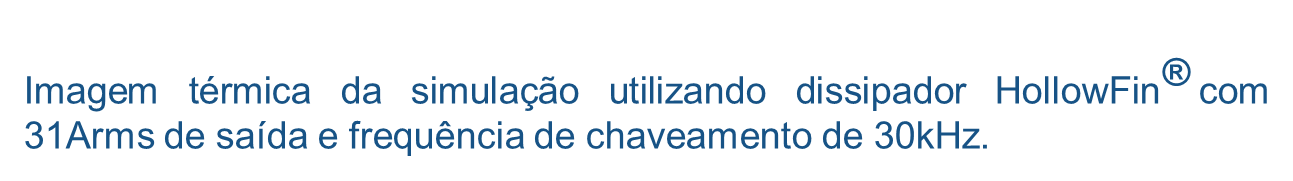 Imagem térmica da simulação utilizando dissipador HollowFin® com
31Arms de saída e frequência de chaveamento de 30kHz.